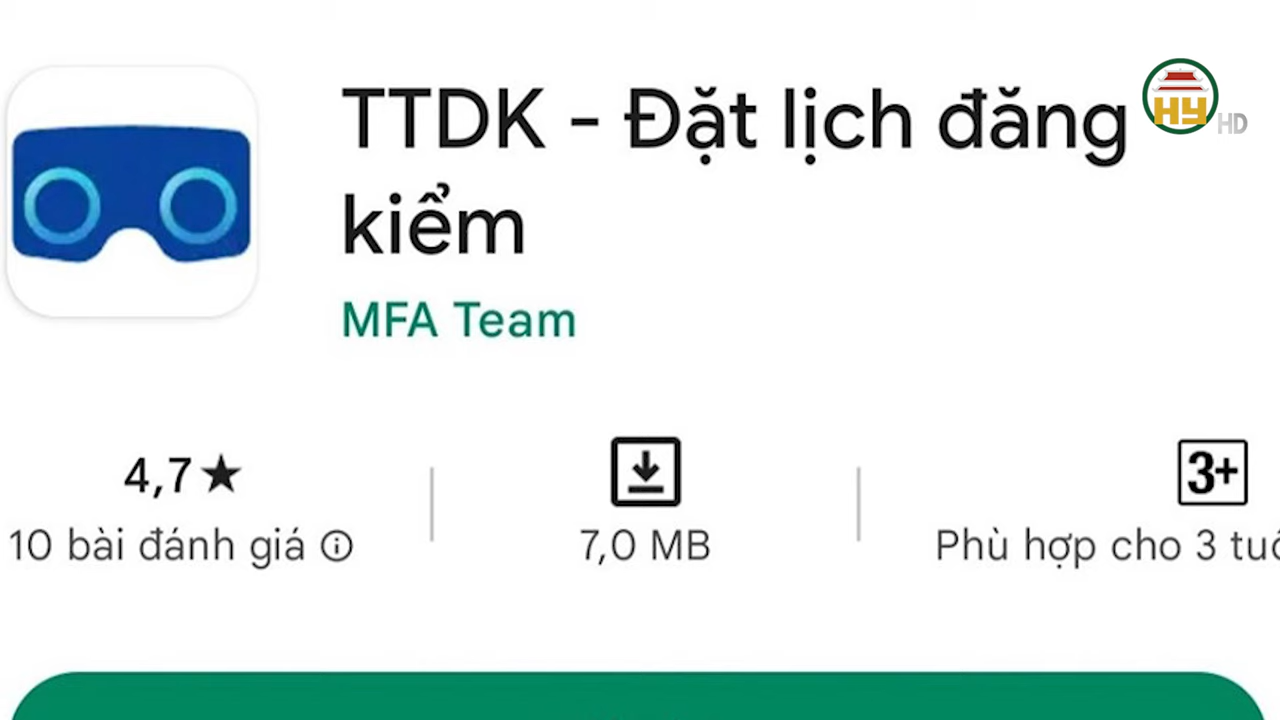 TTDK - Đặt lịch đăng
kiểm
HY HD
MFA Team
4,7★
10 bài đánh giá
7,0 MB
3+
Phù hợp cho 3